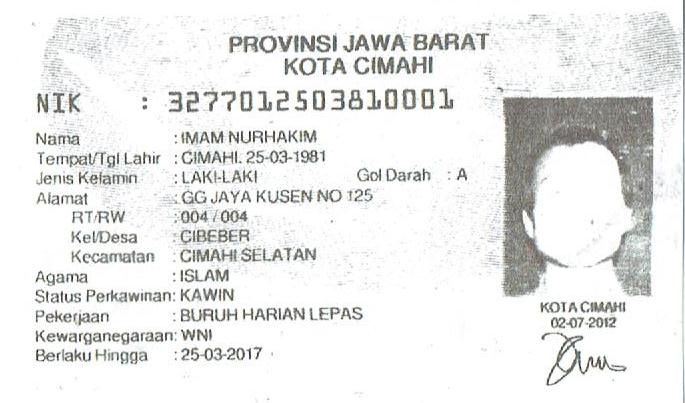 PROVINSI JAWA BARAT
KOTA CIMAHI
NIK : 3277012503810001
Nama : IMAM NURHAKIM
Tempat/Tgl Lahir : CIMAHI. 25-03-1981
Jenis Kelamin : LAKI-LAKI Gol Darah : A
Alamat : GG JAYA KUSEN NO 125
RT/RW : 004 / 004
Kel/Desa : CIBEBER
Kecamatan : CIMAHI SELATAN
Agama : ISLAM
Status Perkawinan: KAWIN
Pekerjaan : BURUH HARIAN LEPAS
Kewarganegaraan: WNI
Berlaku Hingga : 25-03-2017
KOTA CIMAHI
02-07-2012